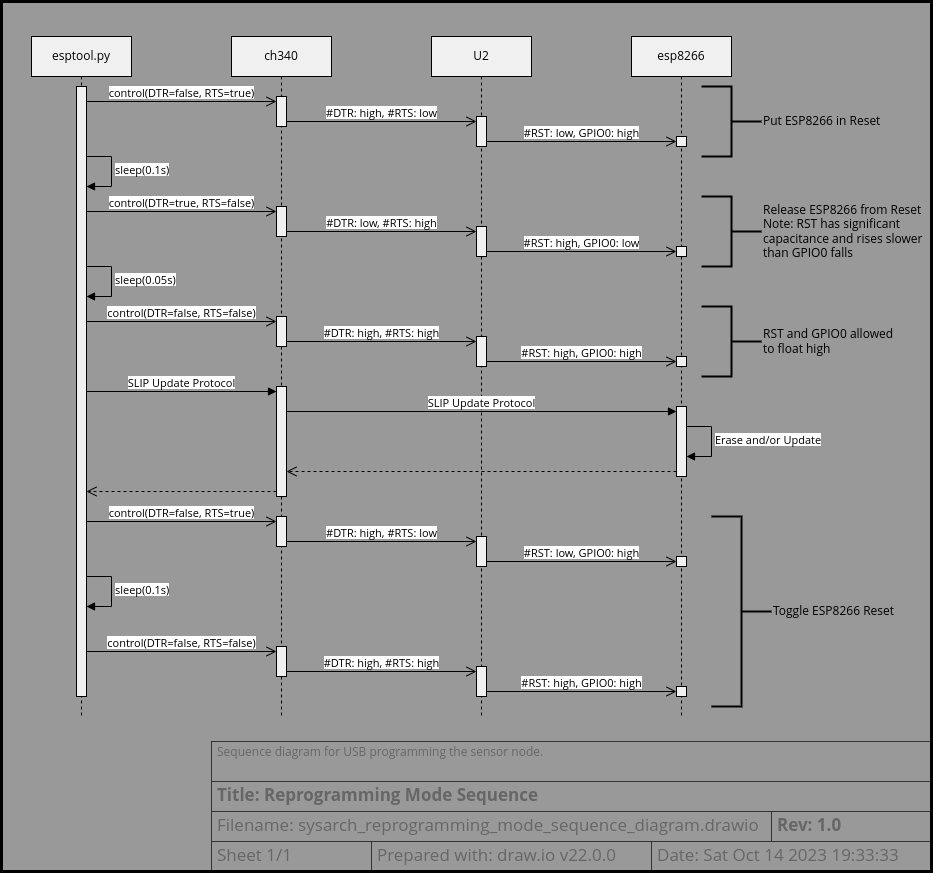 esptool.py
ch340
U2
esp8266
control(DTR=false, RTS=true)
#DTR: high, #RTS: low
#RST: low, GPIO0: high
Put ESP8266 in Reset
sleep(0.1s)
control(DTR=true, RTS=false)
#DTR: low, #RTS: high
#RST: high, GPIO0: low
Release ESP8266 from Reset
Note: RST has significant
capacitance and rises slower
than GPIO0 falls
sleep(0.05s)
control(DTR=false, RTS=false)
#DTR: high, #RTS: high
#RST: high, GPIO0: high
RST and GPIO0 allowed
to float high
SLIP Update Protocol
SLIP Update Protocol
Erase and/or Update
control(DTR=false, RTS=true)
#DTR: high, #RTS: low
#RST: low, GPIO0: high
sleep(0.1s)
Toggle ESP8266 Reset
control(DTR=false, RTS=false)
#DTR: high, #RTS: high
#RST: high, GPIO0: high
Sequence diagram for USB programming the sensor node.
Title: Reprogramming Mode Sequence
Filename: sysarch_reprogramming_mode_sequence_diagram.drawio
Rev: 1.0
Sheet 1/1
Prepared with: draw.io v22.0.0
Date: Sat Oct 14 2023 19:33:33